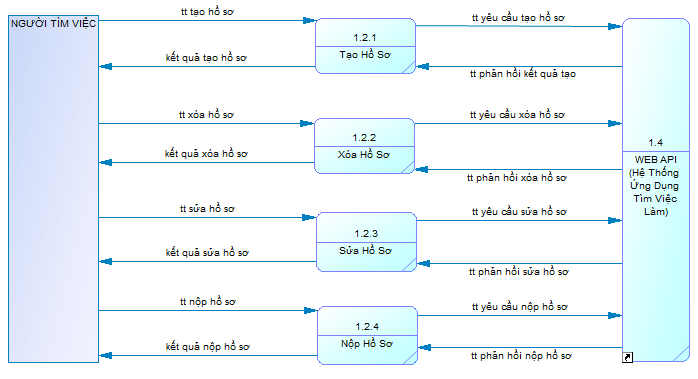 NGƯỜI TÌM VIỆC
tt tạo hồ sơ
kết quả tạo hồ sơ
1.2.1
Tạo Hồ Sơ
tt yêu cầu tạo hồ sơ
tt phản hồi kết quả tạo
tt xóa hồ sơ
kết quả xóa hồ sơ
1.2.2
Xóa Hồ Sơ
tt yêu cầu xóa hồ sơ
tt phản hồi xóa hồ sơ
tt sửa hồ sơ
kết quả sửa hồ sơ
1.2.3
Sửa Hồ Sơ
tt yêu cầu sửa hồ sơ
tt phản hồi sửa hồ sơ
tt nộp hồ sơ
kết quả nộp hồ sơ
1.2.4
Nộp Hồ Sơ
tt yêu cầu nộp hồ sơ
tt phản hồi nộp hồ sơ
1.4
WEB API
(Hệ Thống
Ứng Dụng
Tìm Việc
Làm)